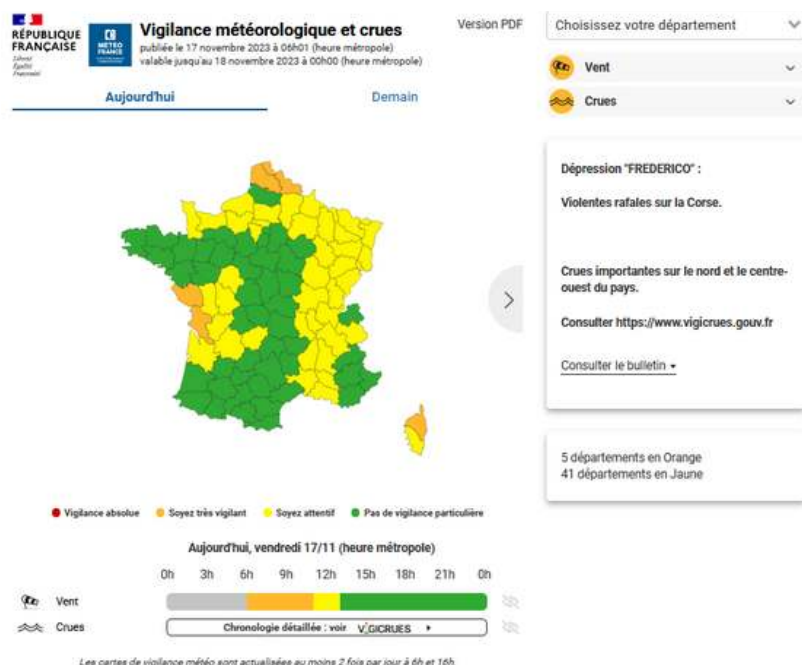 RÉPUBLIQUE
FRANÇAISE
Liberté
Égalité
Fraternité
METEO
FRANCE
Vigilance météorologique et crues
publiée le 17 novembre 2023 à 06h01 (heure métropole)
valable jusqu'au 18 novembre 2023 à 00h00 (heure métropole)
Version PDF
Aujourd'hui
Demain
Choisissez votre département
Vent
Crues
Dépression "FREDERICO" :
Violentes rafales sur la Corse.
Crues importantes sur le nord et le centre-
ouest du pays.
Consulter https://www.vigicrues.gouv.fr
Consulter le bulletin
5 départements en Orange
41 départements en Jaune
Vigilance absolue Soyez très vigilant Soyez attentif Pas de vigilance particulière
Aujourd'hui, vendredi 17/11 (heure métropole)
0h 3h 6h 9h 12h 15h 18h 21h 0h
Vent
Crues
Chronologie détaillée : voir VIGICRUES
Les cartes de vigilance météo sont actualisées au moins 2 fois par jour à 6h et 16h